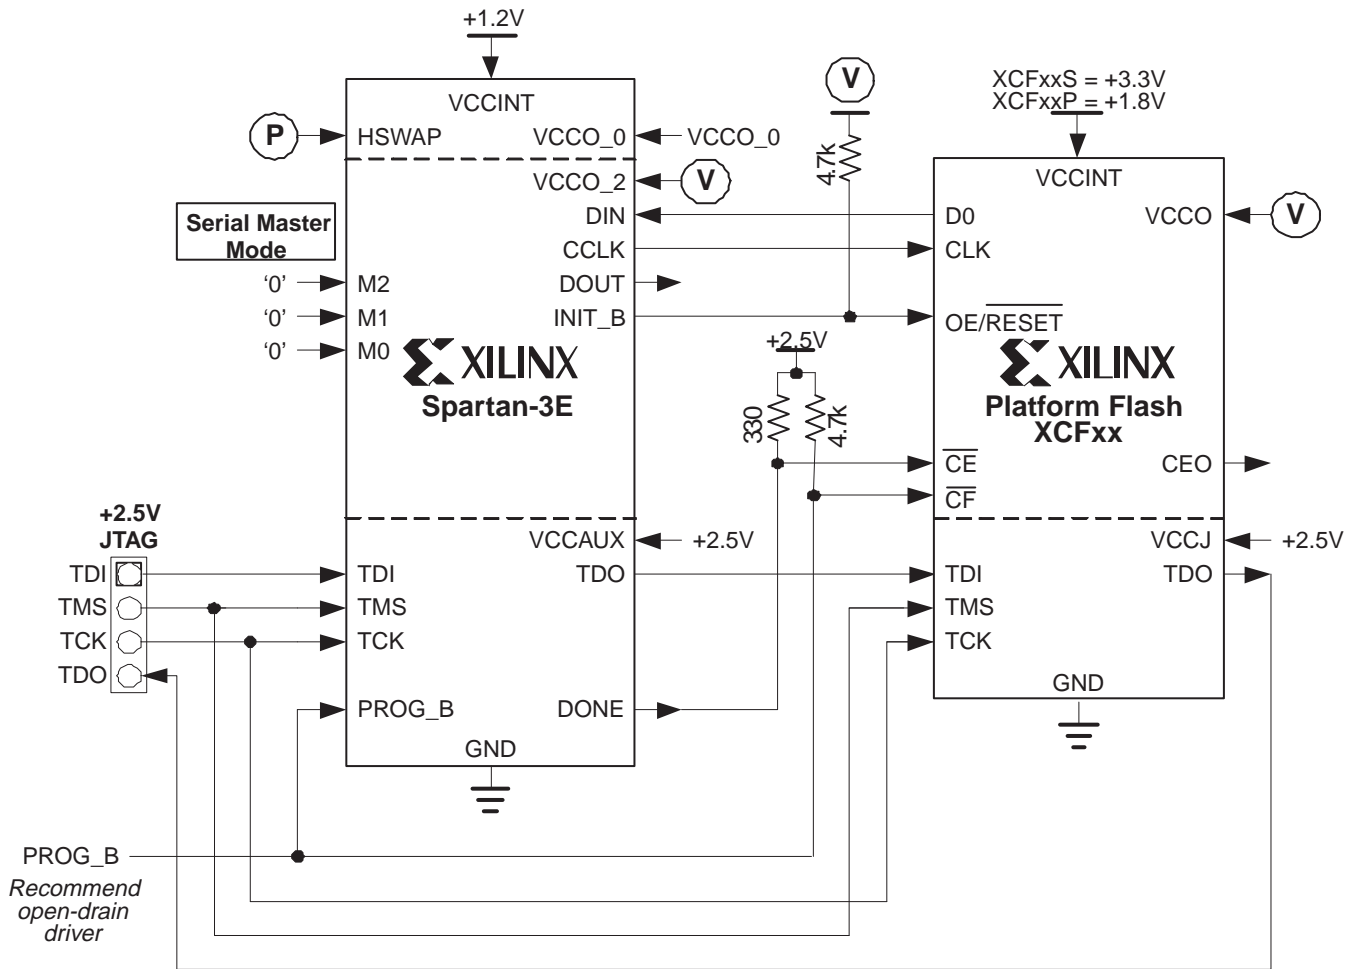 +1.2V
VCCINT
P
HSWAP
VCCO_0
VCCO_0
VCCO_2
V
Serial Master
Mode
DIN
CCLK
'0'
M2
DOUT
'0'
M1
INIT_B
'0'
M0
XILINX
Spartan-3E
V
4.7k
XCFxxS = +3.3V
XCFxxP = +1.8V
VCCINT
D0
VCCO
V
CLK
OE/RESET
XILINX
Platform Flash
XCFxx
+2.5V
330
4.7k
CE
CEO
CF
+2.5V
JTAG
VCCAUX
+2.5V
VCCJ
+2.5V
TDI
TDI
TDO
TDI
TDO
TMS
TMS
TMS
TCK
TCK
TCK
TDO
GND
PROG_B
DONE
GND
PROG_B
Recommend
open-drain
driver